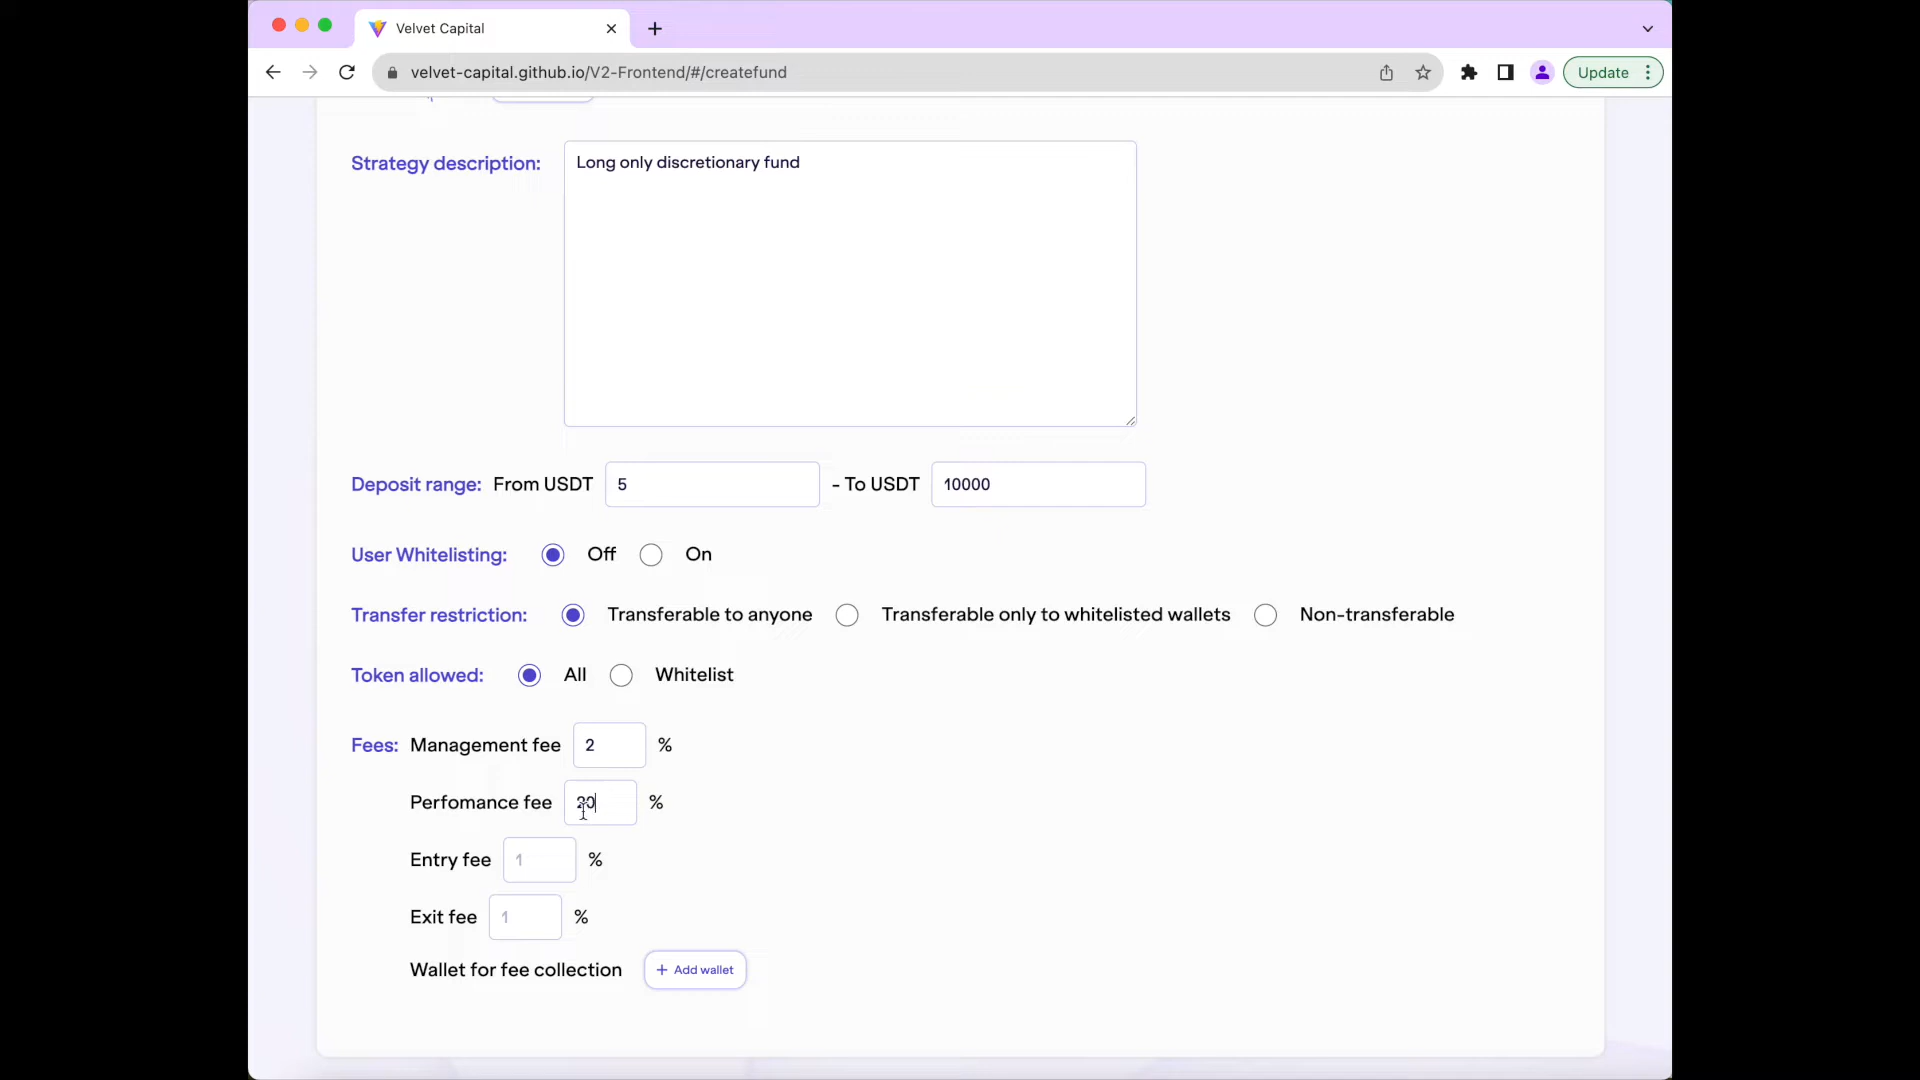 Velvet Capital
velvet-capital.github.io/V2-Frontend/#/createfund
Update
Strategy description:
Long only discretionary fund
Deposit range: From USDT 5 - To USDT 10000
User Whitelisting: Off On
Transfer restriction: Transferable to anyone Transferable only to whitelisted wallets Non-transferable
Token allowed: All Whitelist
Fees: Management fee 2 %
Perfomance fee 20 %
Entry fee 1 %
Exit fee 1 %
Wallet for fee collection + Add wallet